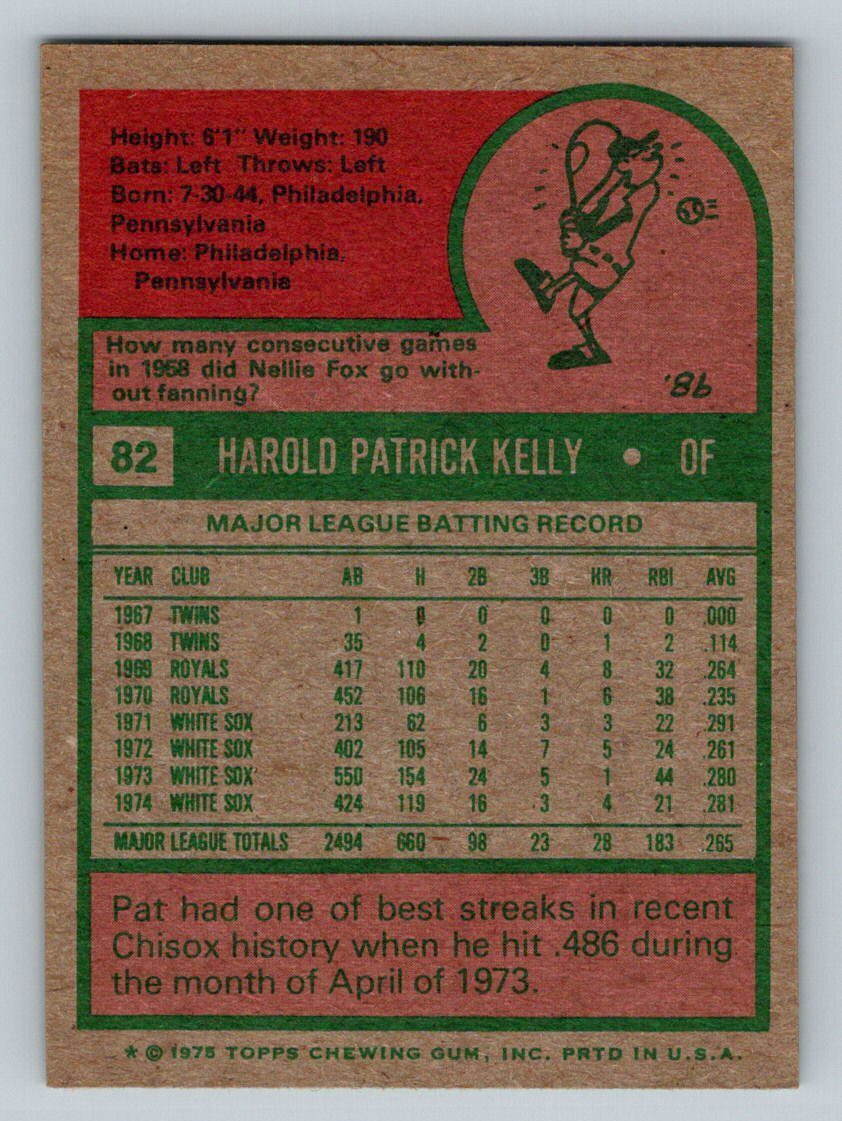 Height: 6'1" Weight: 190
Bats: Left Throws: Left
Born: 7-30-44, Philadelphia,
Pennsylvania
Home: Philadelphia,
Pennsylvania
How many consecutive games
in 1958 did Nellie Fox go with-
out fanning?
'86
82 HAROLD PATRICK KELLY • OF
MAJOR LEAGUE BATTING RECORD
YEAR CLUB AB H 2B 3B HR RBI AVG
1967 TWINS 1 0 0 0 0 0 .000
1968 TWINS 35 4 2 0 1 2 .114
1969 ROYALS 417 110 20 4 8 32 .264
1970 ROYALS 452 106 16 1 6 38 .235
1971 WHITE SOX 213 62 6 3 3 22 .291
1972 WHITE SOX 402 105 14 7 5 24 .261
1973 WHITE SOX 550 154 24 5 1 44 .280
1974 WHITE SOX 424 119 16 3 4 21 .281
MAJOR LEAGUE TOTALS 2494 660 98 23 28 183 .265
Pat had one of best streaks in recent
Chisox history when he hit .486 during
the month of April of 1973.
* © 1975 TOPPS CHEWING GUM, INC. PRTD IN U.S.A.